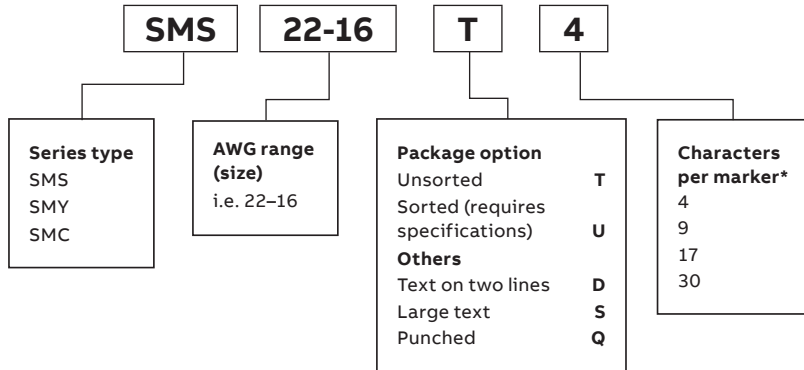 SMS 22-16 T 4
Series type
SMS
SMY
SMC
AWG range
(size)
i.e. 22–16
Package option
Unsorted T
Sorted (requires
specifications) U
Others
Text on two lines D
Large text S
Punched Q
Characters
per marker*
4
9
17
30